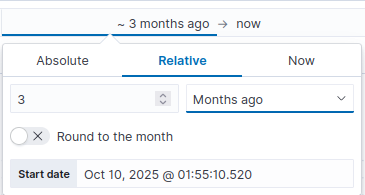 ~ 3 months ago → now
Absolute Relative Now
3 Months ago
Round to the month
Start date Oct 10, 2025 @ 01:55:10.520